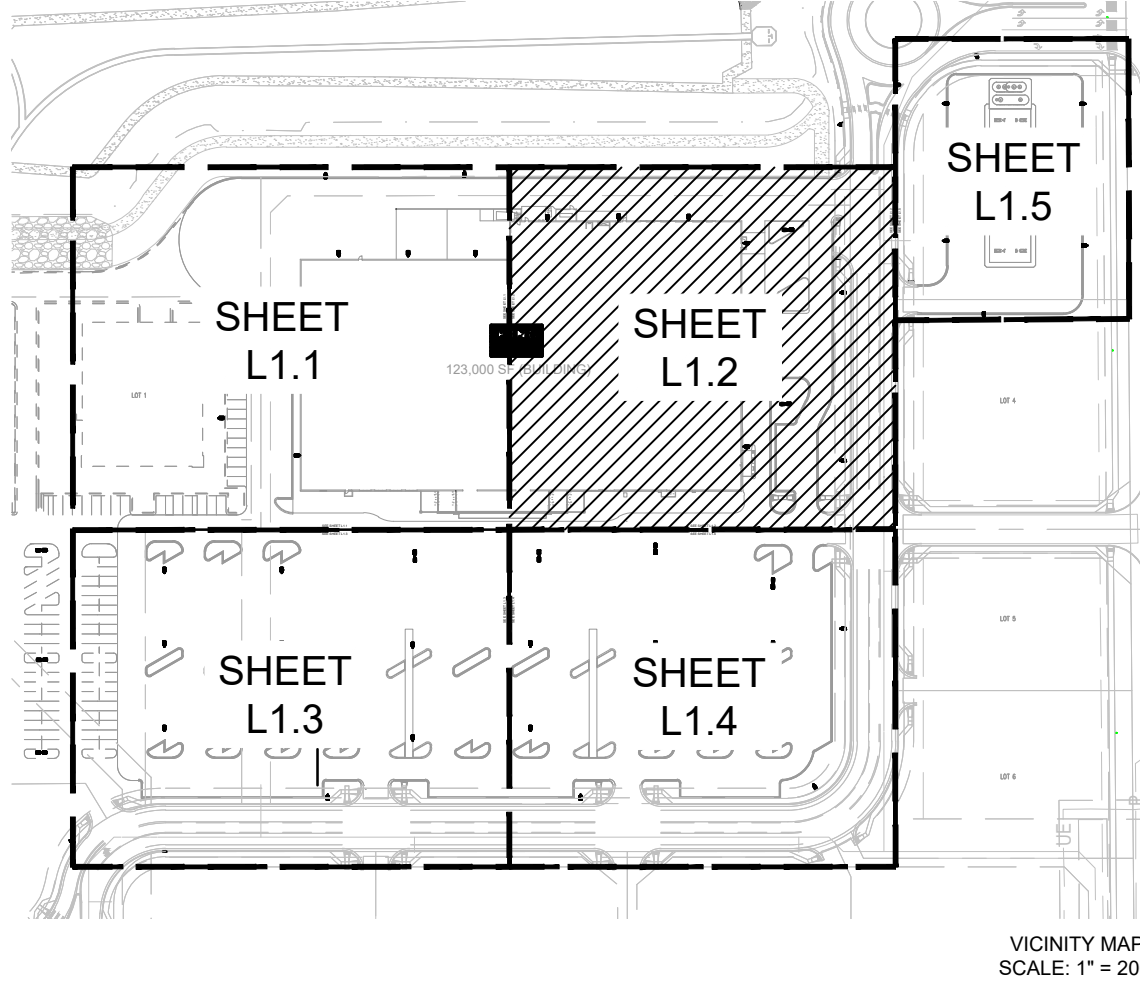 SHEET
L1.5
SHEET
L1.1
SHEET
L1.2
123,000 SF (BUILDING)
LOT 1
LOT 4
LOT 5
SHEET
L1.3
SHEET
L1.4
LOT 6
UE
P
VICINITY MAP
SCALE: 1" = 20